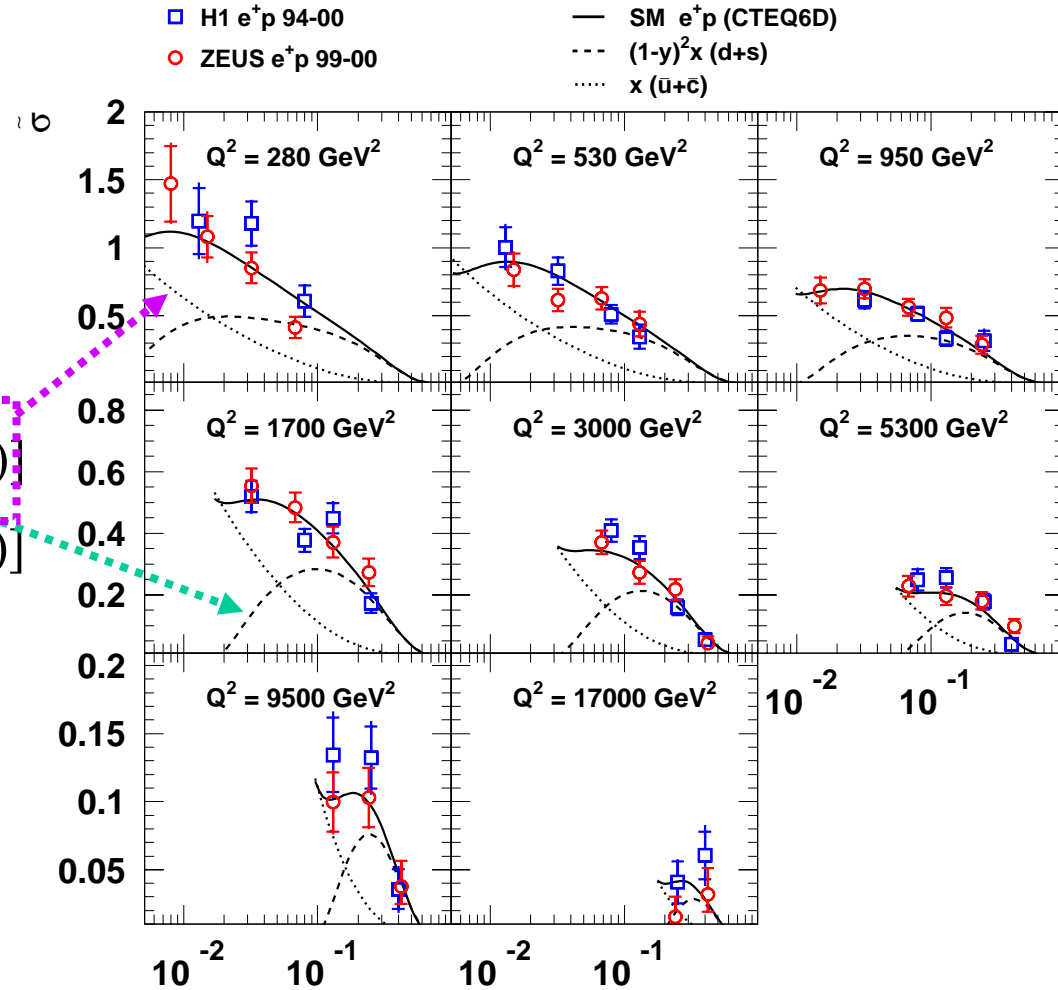 H1 e⁺p 94-00
SM e⁺p (CTEQ6D)
ZEUS e⁺p 99-00
(1-y)²x (d+s)
x (ū+c̄)
σ̃
2
Q² = 280 GeV²
Q² = 530 GeV²
Q² = 950 GeV²
1.5
1
0.5
0.8
Q² = 1700 GeV²
Q² = 3000 GeV²
Q² = 5300 GeV²
)]
0.6
)]
0.4
0.2
0.2
Q² = 9500 GeV²
Q² = 17000 GeV²
10⁻² 10⁻¹
0.15
0.1
0.05
10⁻² 10⁻¹ 10⁻² 10⁻¹